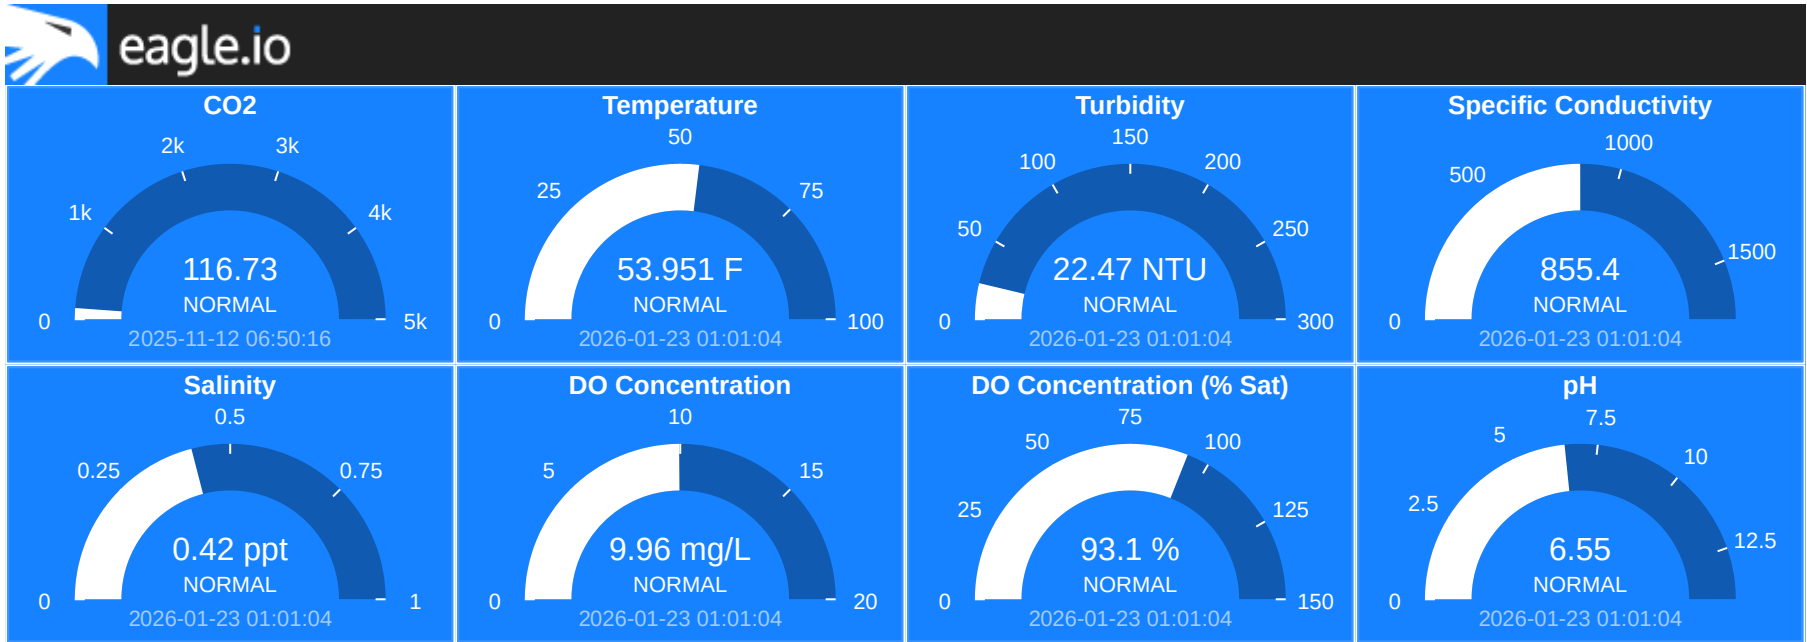 eagle.io
CO2
2k
3k
1k
4k
116.73
NORMAL
0
5k
2025-11-12 06:50:16
Temperature
50
25
75
53.951 F
NORMAL
0
100
2026-01-23 01:01:04
Turbidity
150
100
200
50
250
22.47 NTU
NORMAL
0
300
2026-01-23 01:01:04
Specific Conductivity
1000
500
1500
855.4
NORMAL
0
2026-01-23 01:01:04
Salinity
0.5
0.25
0.75
0.42 ppt
NORMAL
0
1
2026-01-23 01:01:04
DO Concentration
10
5
15
9.96 mg/L
NORMAL
0
20
2026-01-23 01:01:04
DO Concentration (% Sat)
75
50
100
25
125
93.1 %
NORMAL
0
150
2026-01-23 01:01:04
pH
7.5
5
10
2.5
12.5
6.55
NORMAL
0
2026-01-23 01:01:04